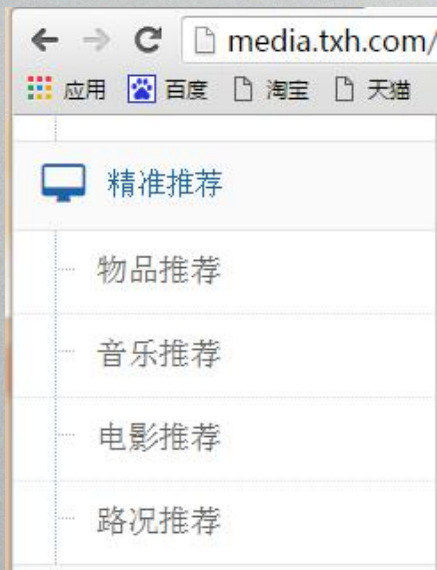 media.txh.com/
应用 百度 淘宝 天猫
精准推荐
物品推荐
音乐推荐
电影推荐
路况推荐